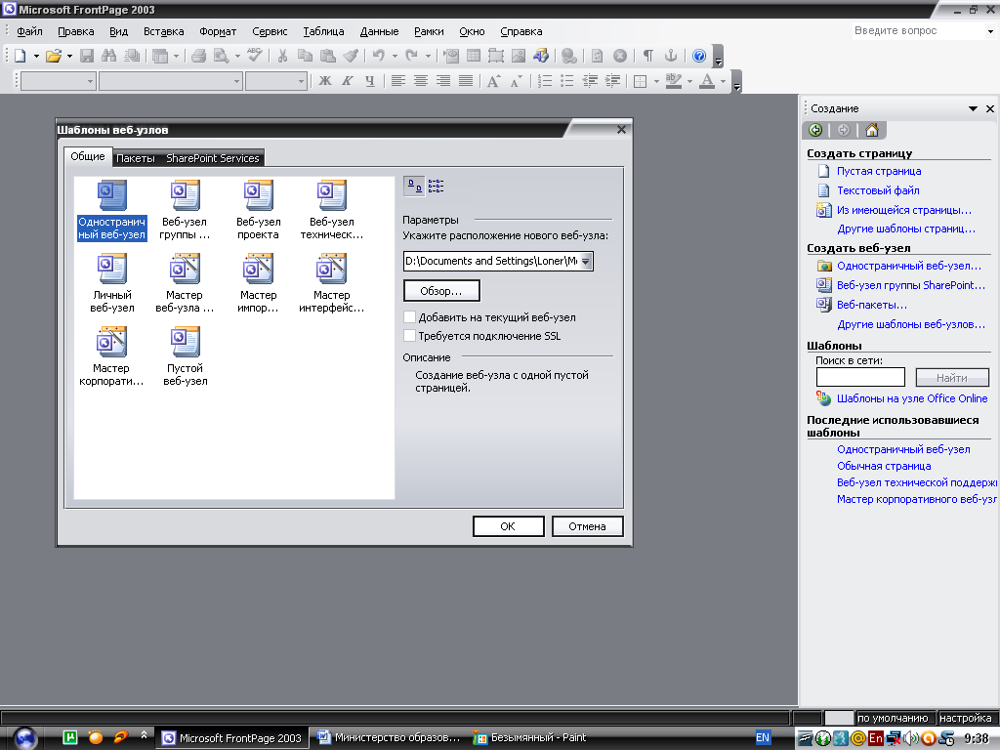 Microsoft FrontPage 2003
Файл Правка Вид Вставка Формат Сервис Таблица Данные Рамки Окно Справка
Введите вопрос
Ж К Ч
Шаблоны веб-узлов
Общие Пакеты SharePoint Services
Одностранич
ный веб-узел
Веб-узел
группы ...
Веб-узел
проекта
Веб-узел
техническ...
Личный
веб-узел
Мастер
веб-узла ...
Мастер
импор...
Мастер
интерфейс...
Мастер
корпорати...
Пустой
веб-узел
Параметры
Укажите расположение нового веб-узла:
D:\Documents and Settings\Loner\M
Обзор...
Добавить на текущий веб-узел
Требуется подключение SSL
Описание
Создание веб-узла с одной пустой
страницей.
ОК Отмена
Создание
Создать страницу
Пустая страница
Текстовый файл
Из имеющейся страницы...
Другие шаблоны страниц...
Создать веб-узел
Одностраничный веб-узел...
Веб-узел группы SharePoint...
Веб-пакеты...
Другие шаблоны веб-узлов...
Шаблоны
Поиск в сети:
Найти
Шаблоны на узле Office Online
Последние использовавшиеся
шаблоны
Одностраничный веб-узел
Обычная страница
Веб-узел технической поддерж
Мастер корпоративного веб-узл
по умолчанию настройка
Microsoft FrontPage 2003
Министерство образов...
Безымянный - Paint
EN
En
9:38